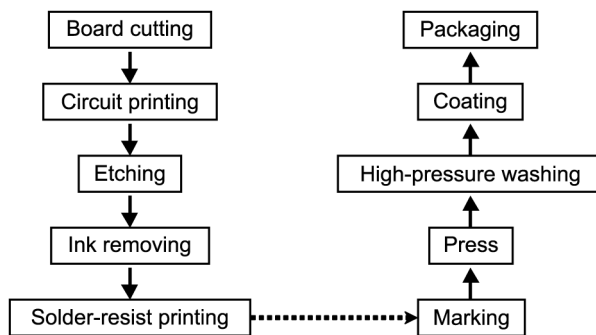 Board cutting
Circuit printing
Etching
Ink removing
Solder-resist printing
Marking
Press
High-pressure washing
Coating
Packaging